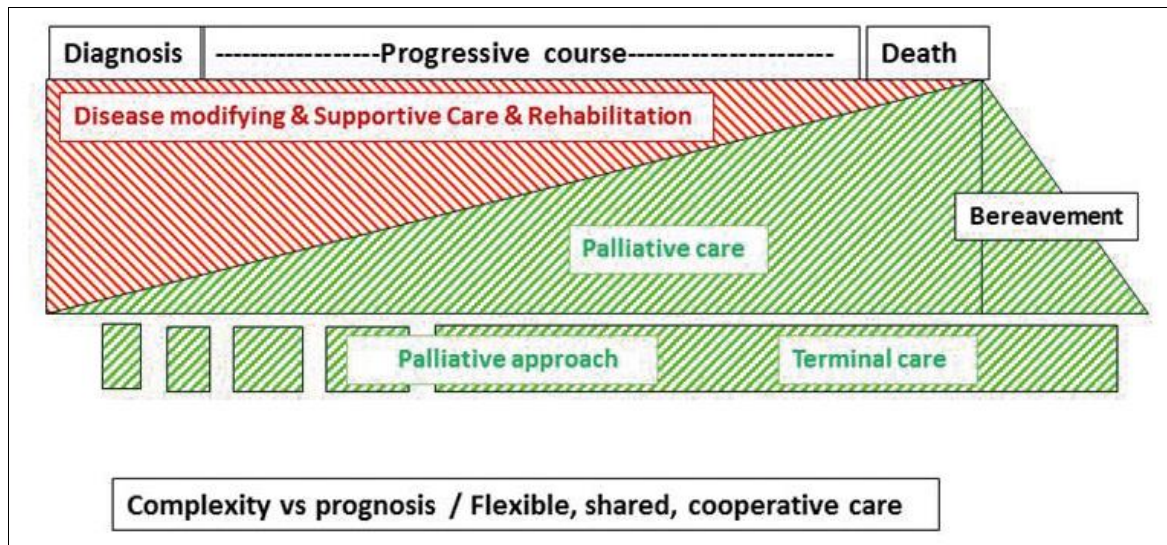 Diagnosis ------------------Progressive course----------------------- Death
Disease modifying & Supportive Care & Rehabilitation
Bereavement
Palliative care
Palliative approach Terminal care
Complexity vs prognosis / Flexible, shared, cooperative care